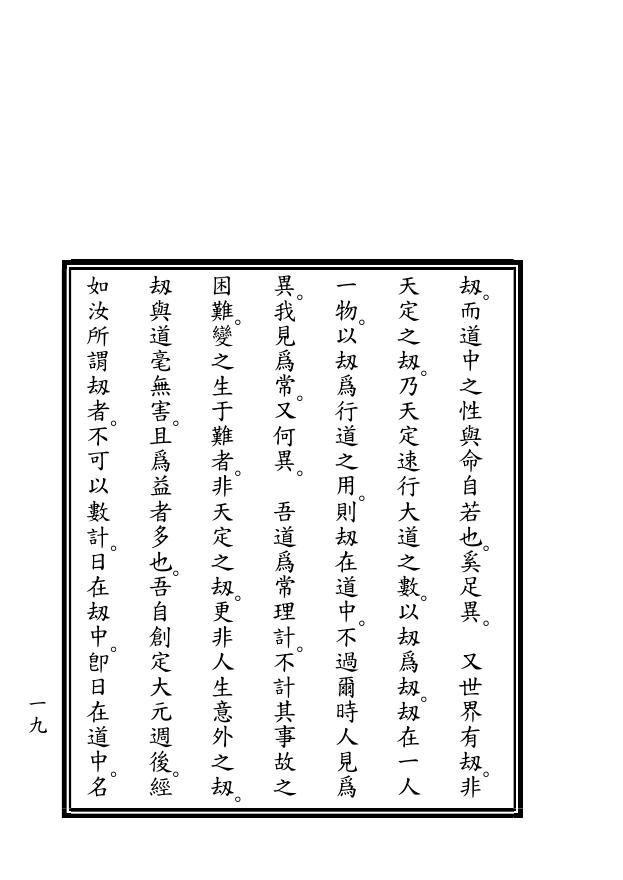 刼。而道中之性與命自若也。奚足異。　又世界有刼。非
天定之刼。乃天定速行大道之數。以刼爲刼。刼在一人
一物。以刼爲行道之用。則刼在道中。不過爾時人見爲
異。我見爲常。又何異。　吾道爲常理計。不計其事故之
困難。變之生于難者。非天定之刼。更非人生意外之刼。
刼與道毫無害。且爲益者多也。吾自創定大元週後。經
如汝所謂刼者。不可以數計。日在刼中。卽日在道中。名
一九